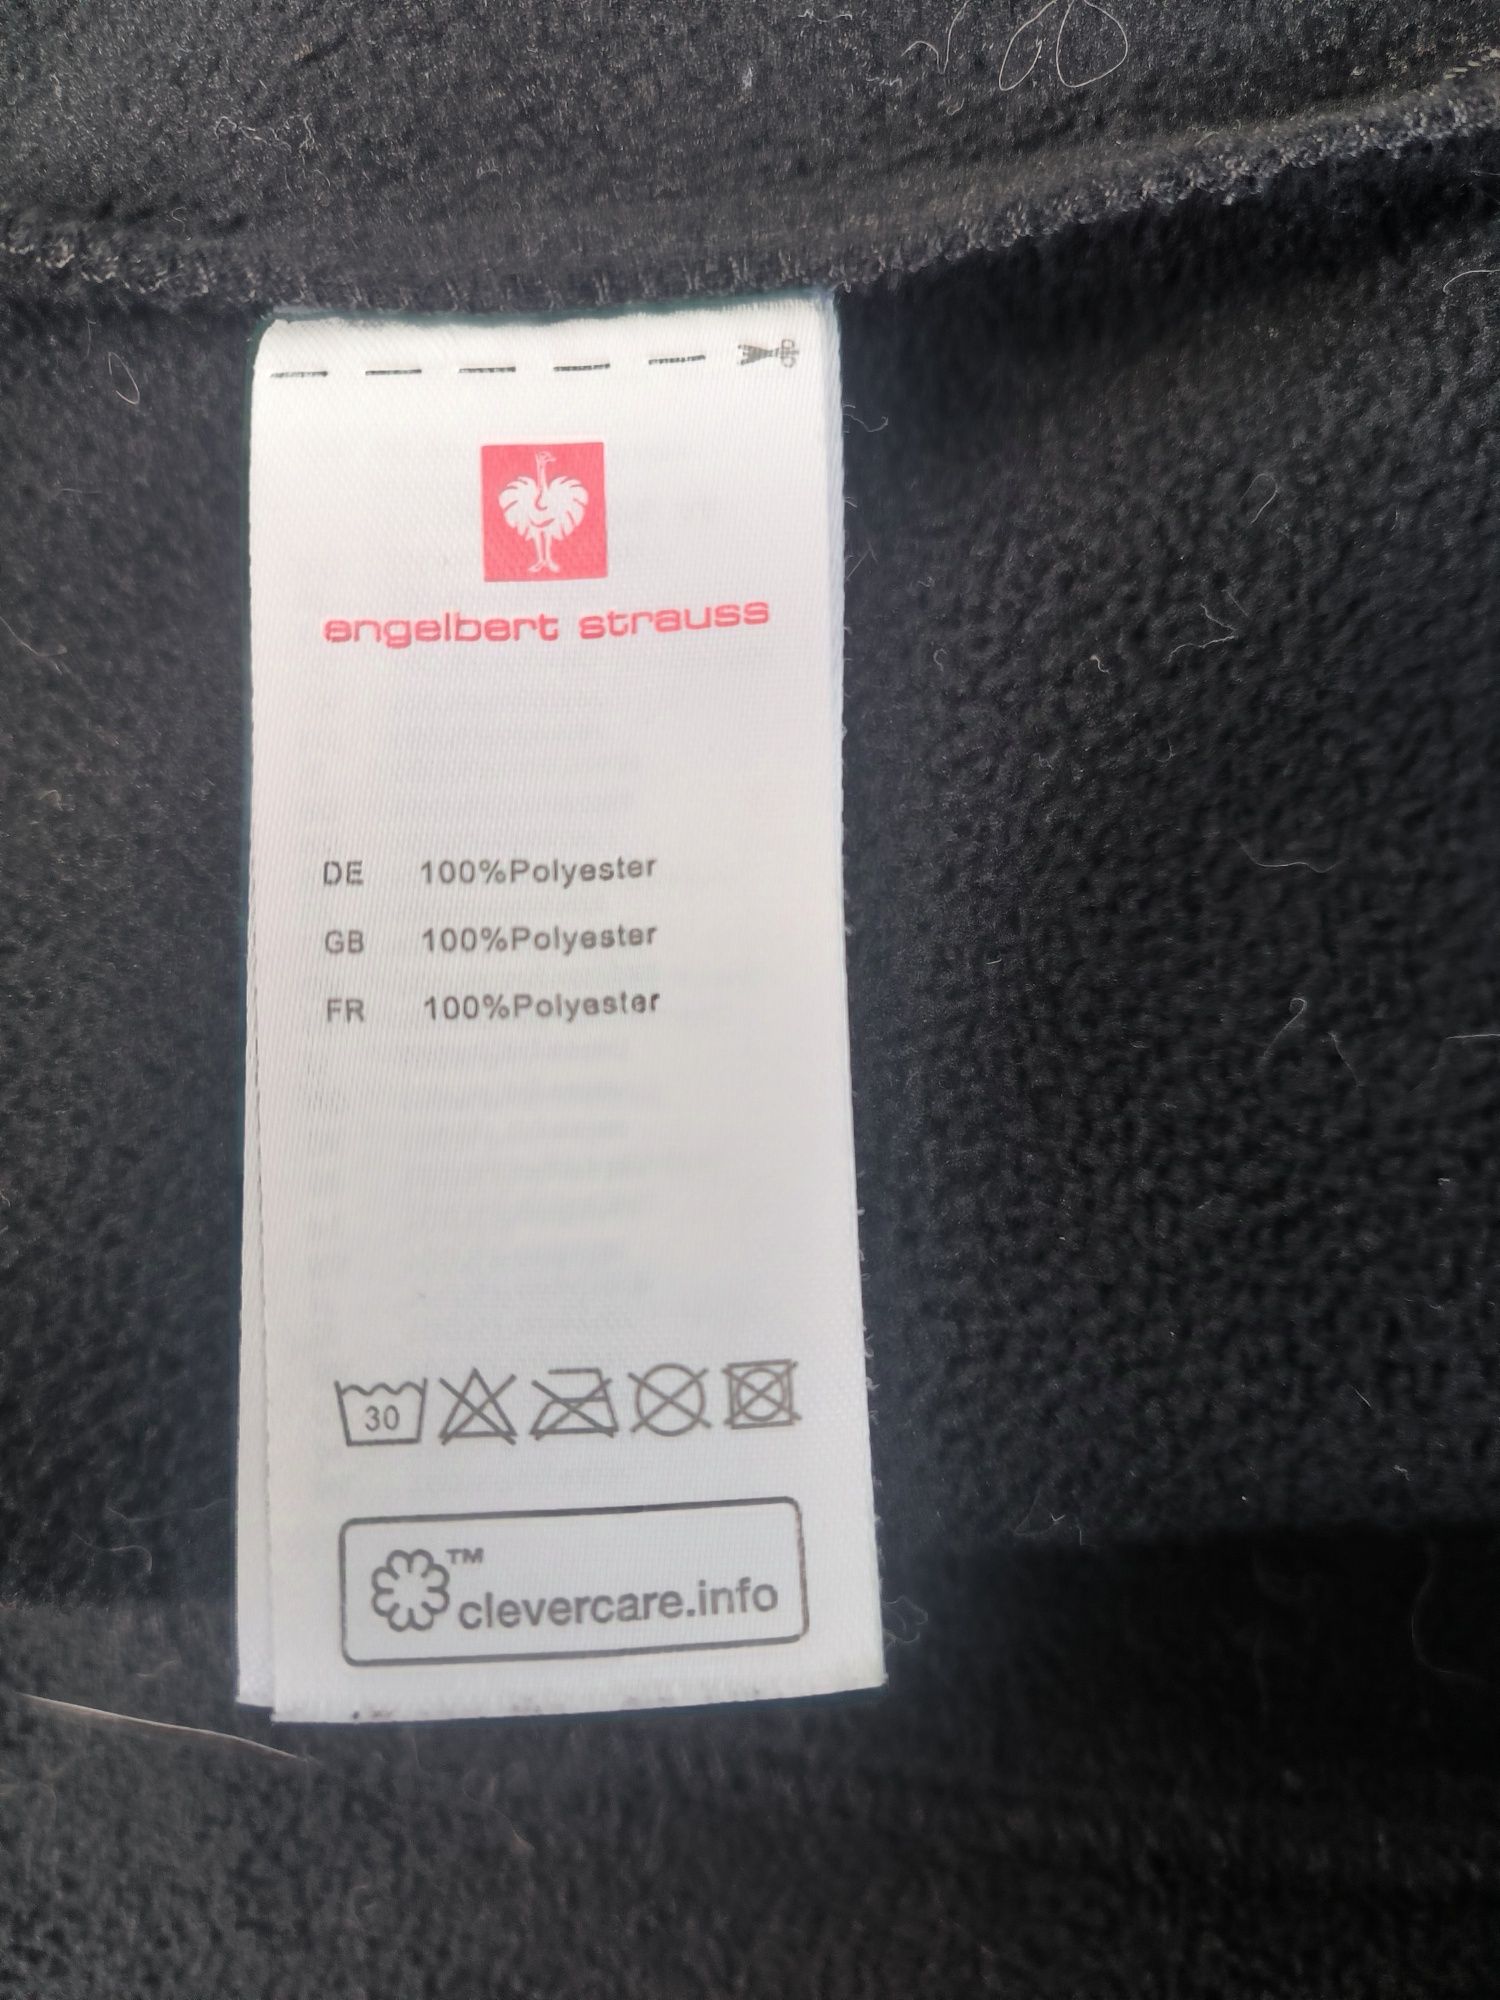 engelbert strauss
DE 100%Polyester
GB 100%Polyester
FR 100%Polyester
30
™
clevercare.info